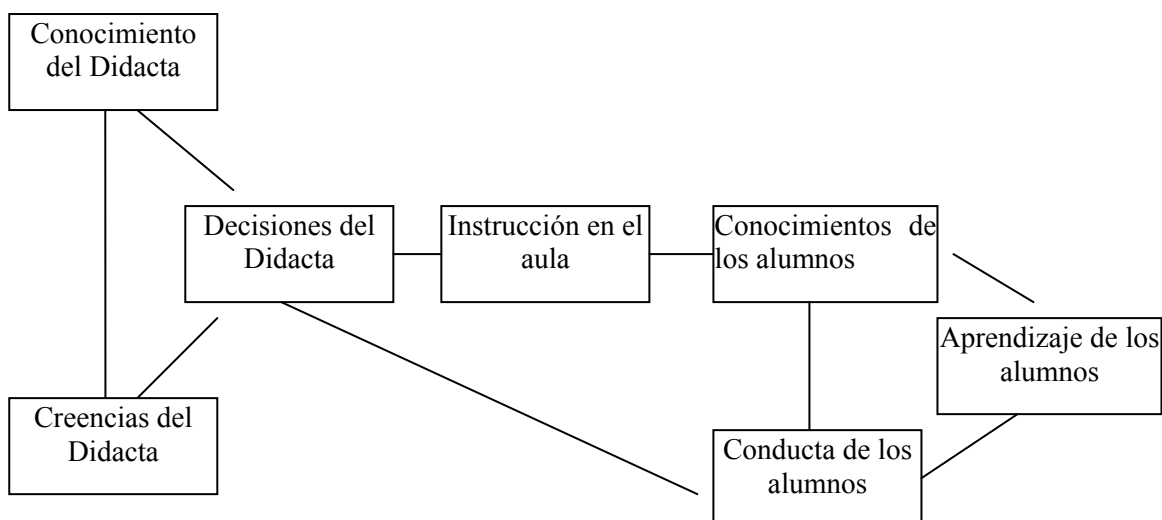 Conocimiento
del Didacta
Decisiones del
Didacta
Instrucción en el
aula
Conocimientos de
los alumnos
Aprendizaje de los
alumnos
Creencias del
Didacta
Conducta de los
alumnos